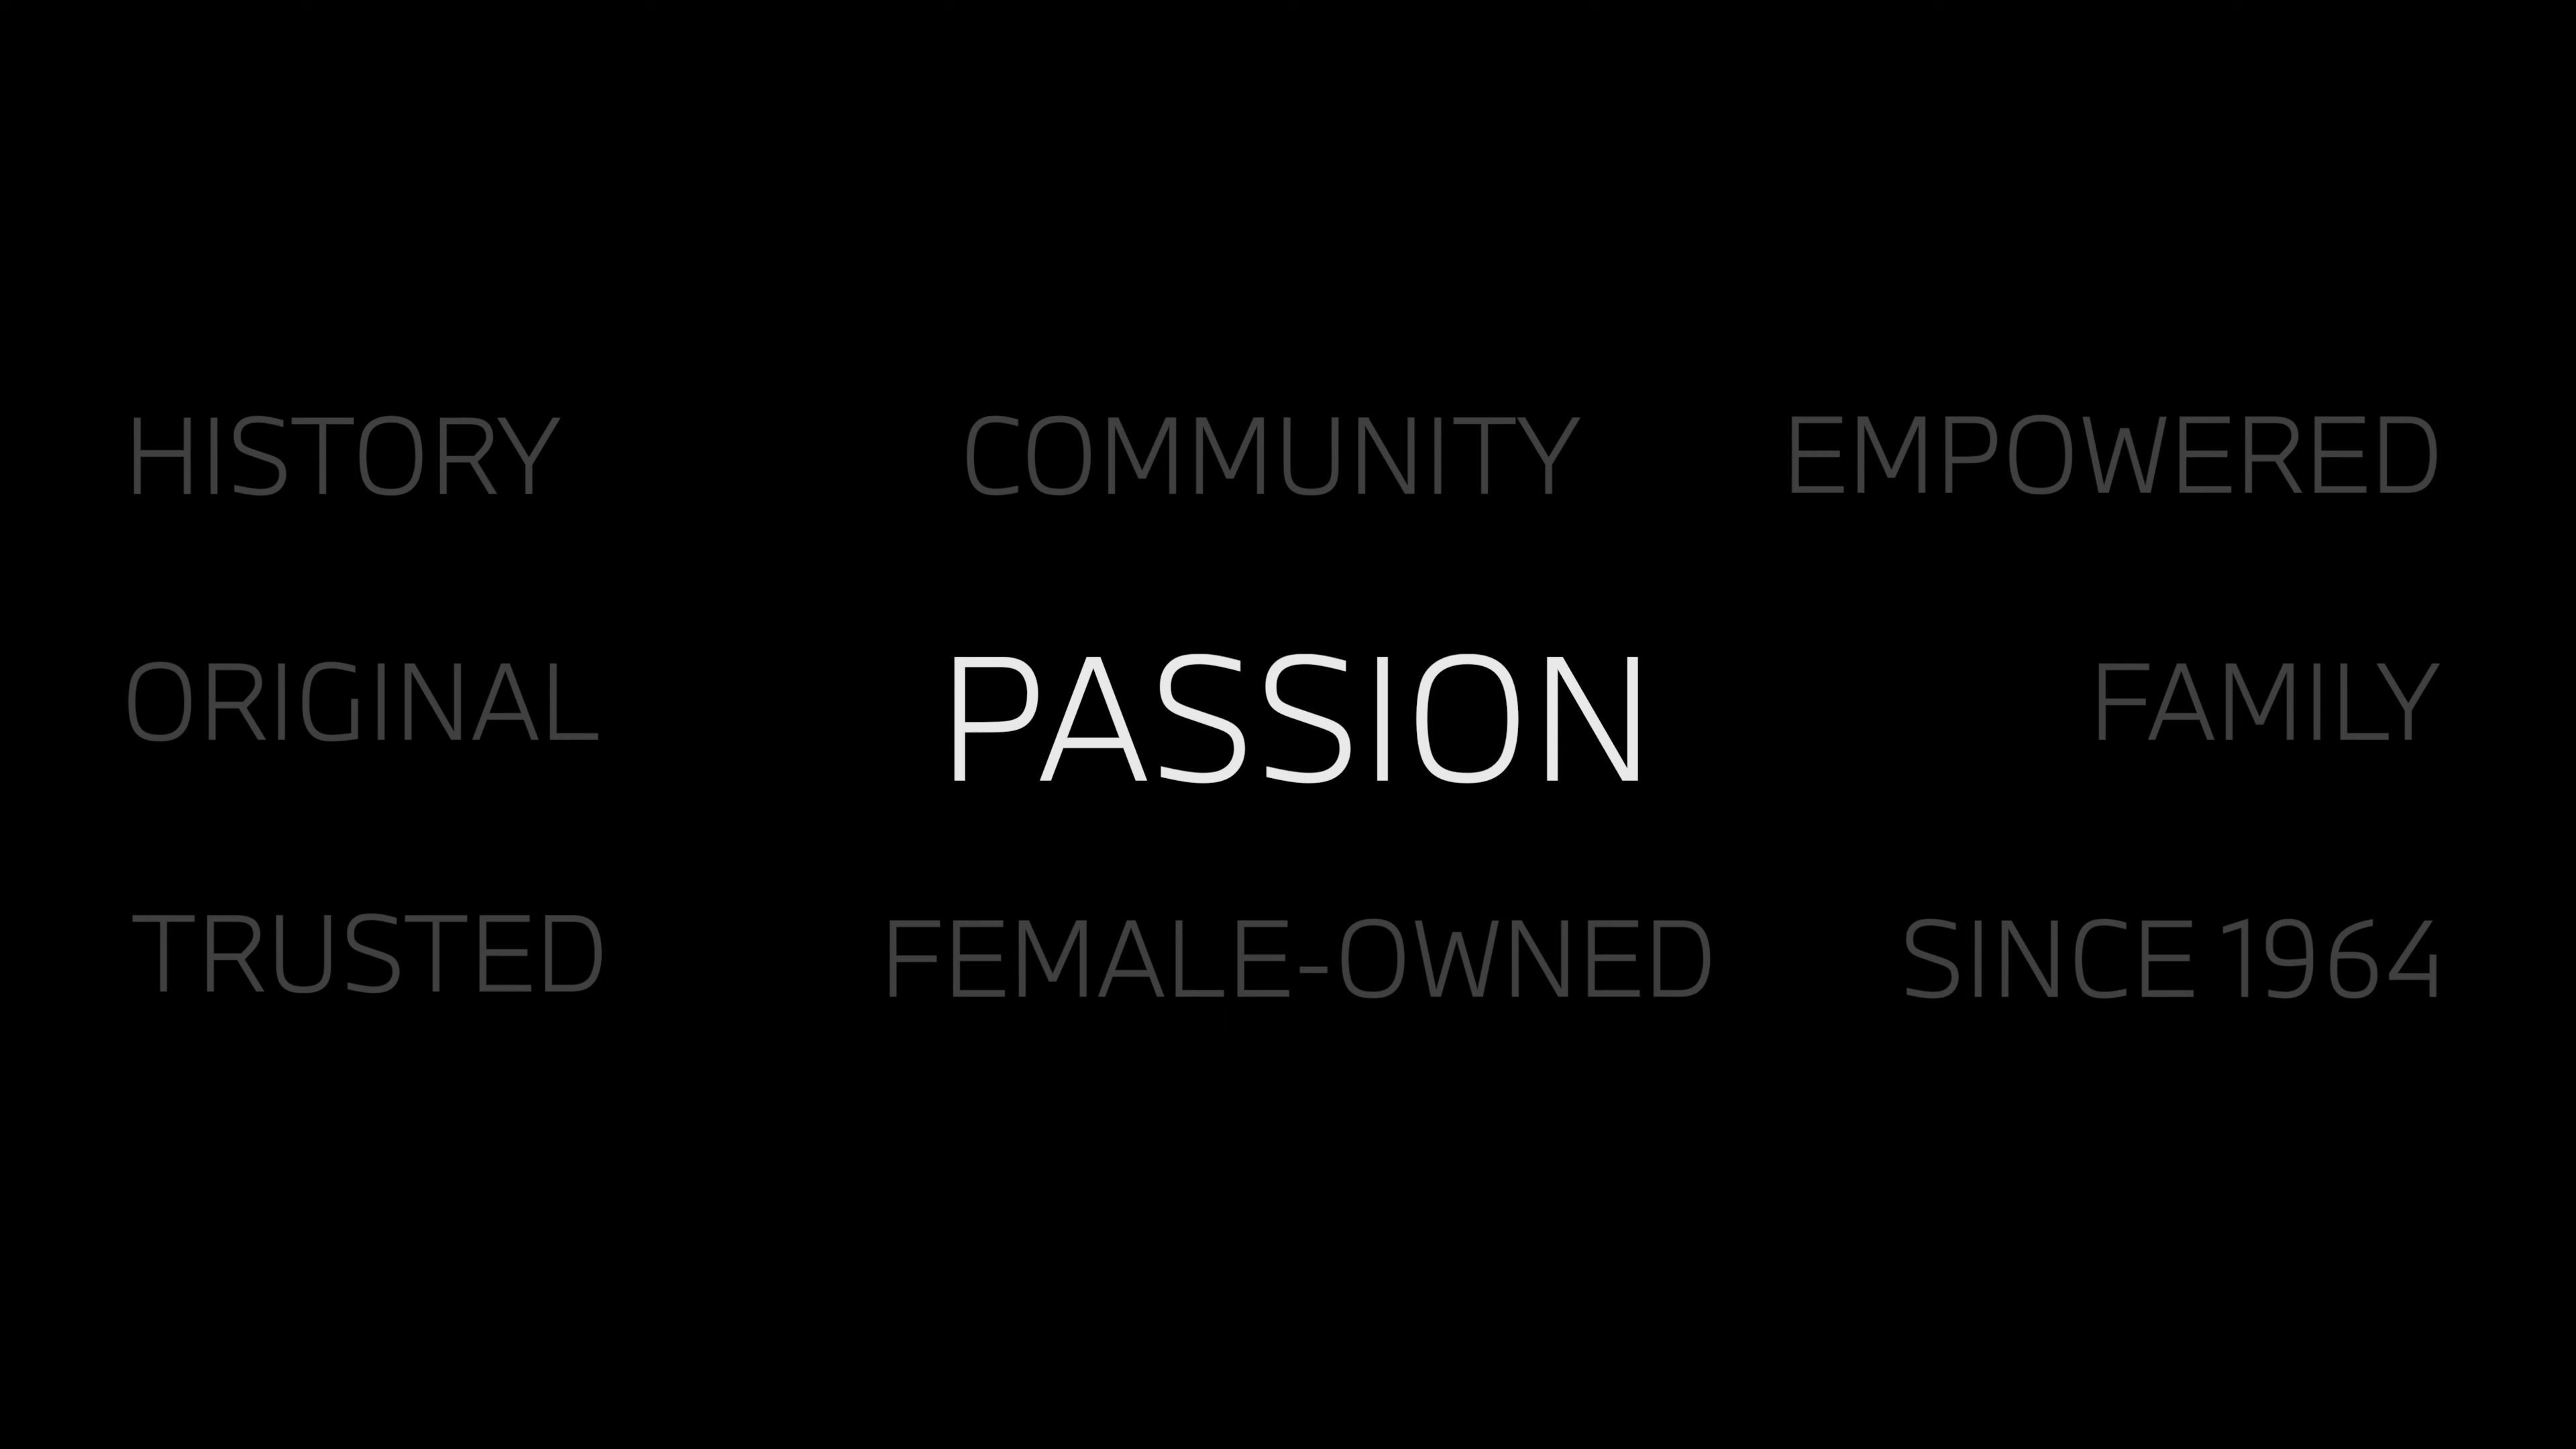 HISTORY
COMMUNITY
EMPOWERED
ORIGINAL
PASSION
FAMILY
TRUSTED
FEMALE-OWNED
SINCE 1964